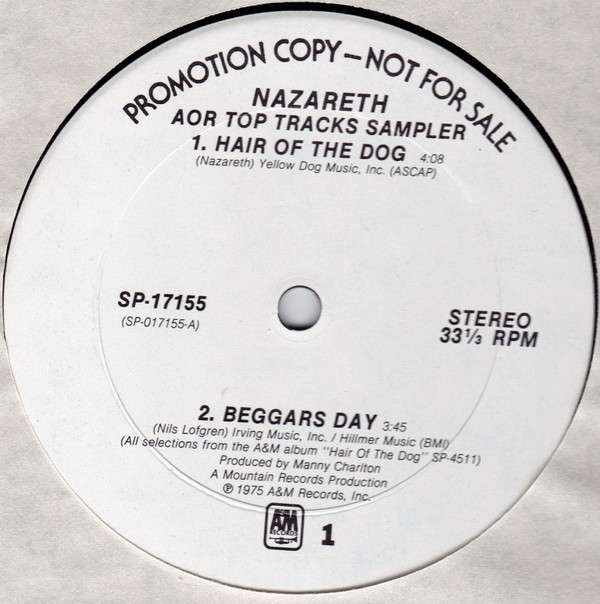 PROMOTION COPY—NOT FOR SALE
NAZARETH
AOR TOP TRACKS SAMPLER
1. HAIR OF THE DOG 4:08
(Nazareth) Yellow Dog Music, Inc. (ASCAP)
SP-17155
(SP-017155-A)
STEREO
33⅓ RPM
2. BEGGARS DAY 3:45
(Nils Lofgren) Irving Music, Inc. / Hillmer Music (BMI)
(All selections from the A&M album "Hair Of The Dog" SP-4511)
Produced by Manny Charlton
A Mountain Records Production
℗ 1975 A&M Records, Inc.
A&M
RECORDS
1